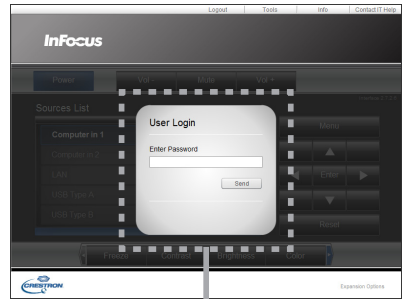 Logout Tools Info Contact IT Help
InFocus
Power Vol - Mute Vol +
Sources List
Computer in 1
Computer in 2
LAN
USB Type A
USB Type B
Menu
Enter
Reset
User Login
Enter Password
Send
Freeze Contrast Brightness Color
CRESTRON
Expansion Options